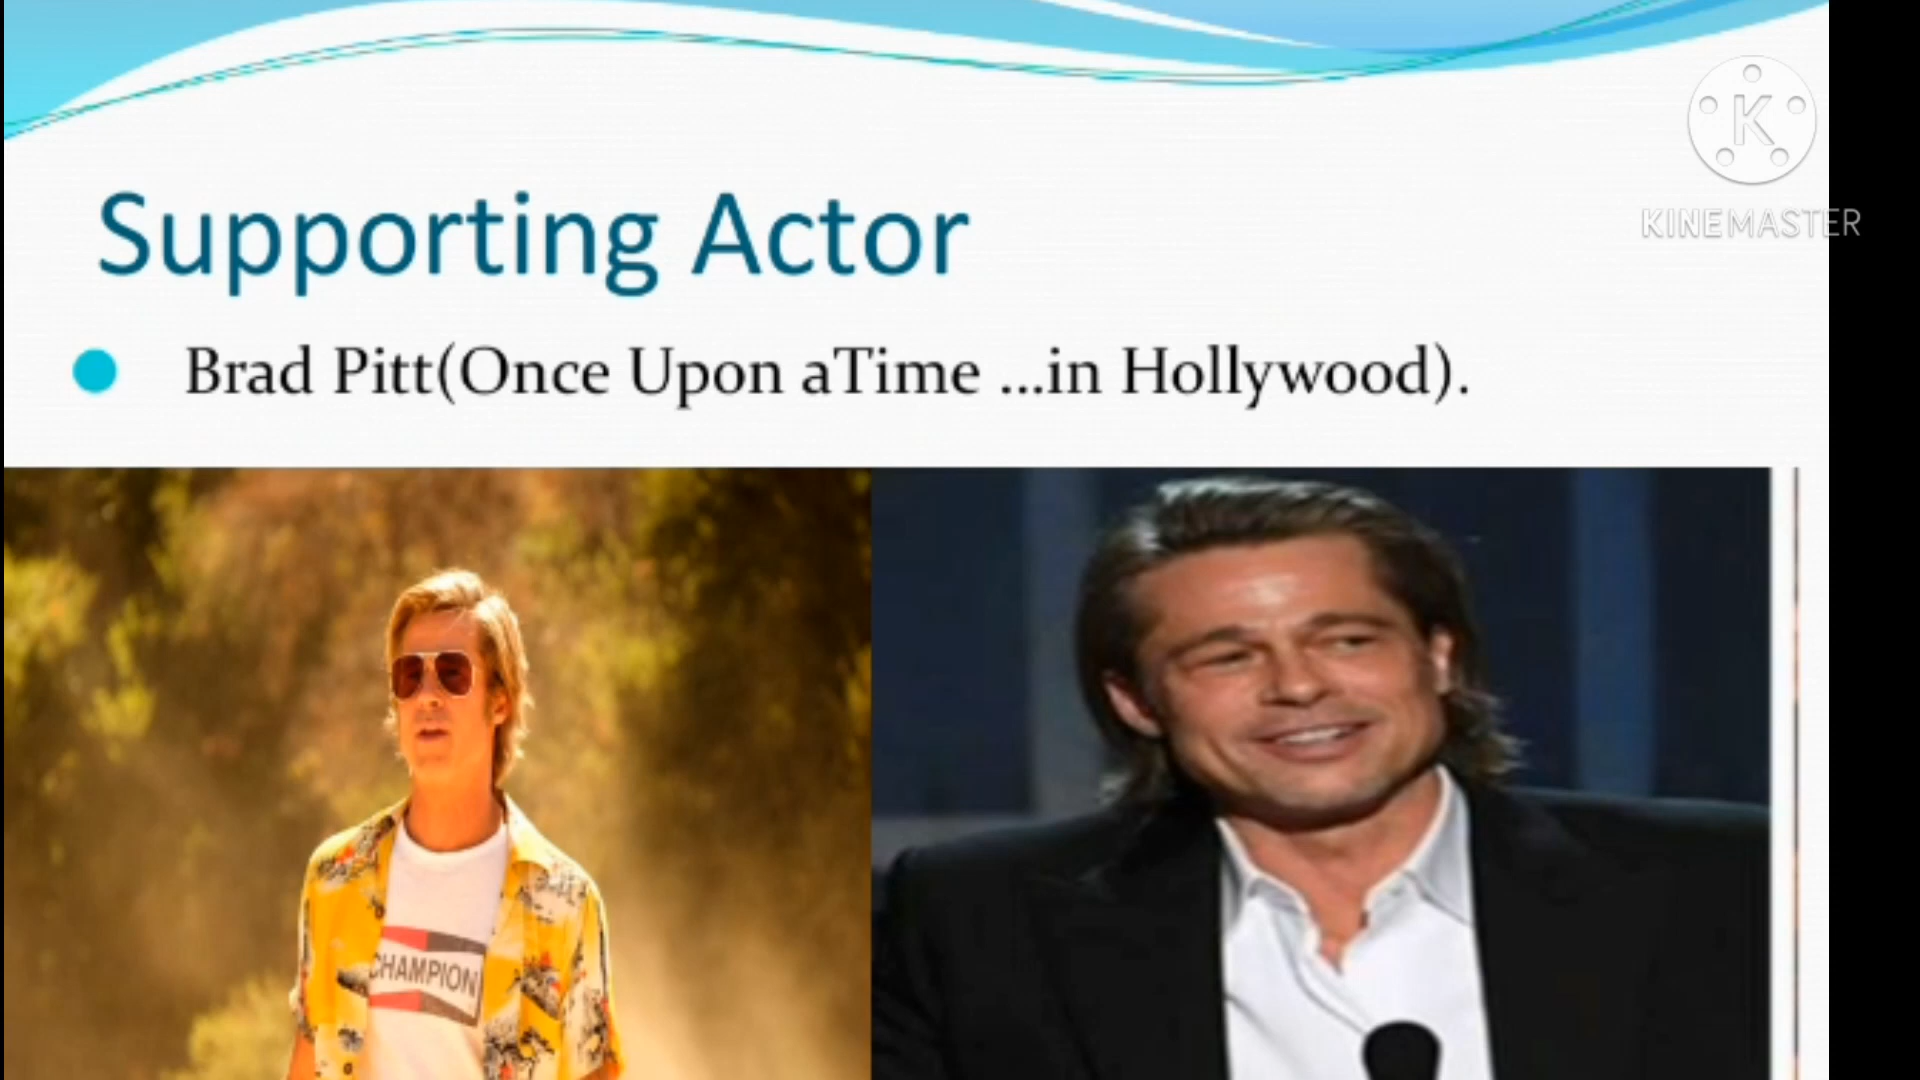 K
KINEMASTER
Supporting Actor
Brad Pitt(Once Upon aTime ...in Hollywood).
CHAMPION